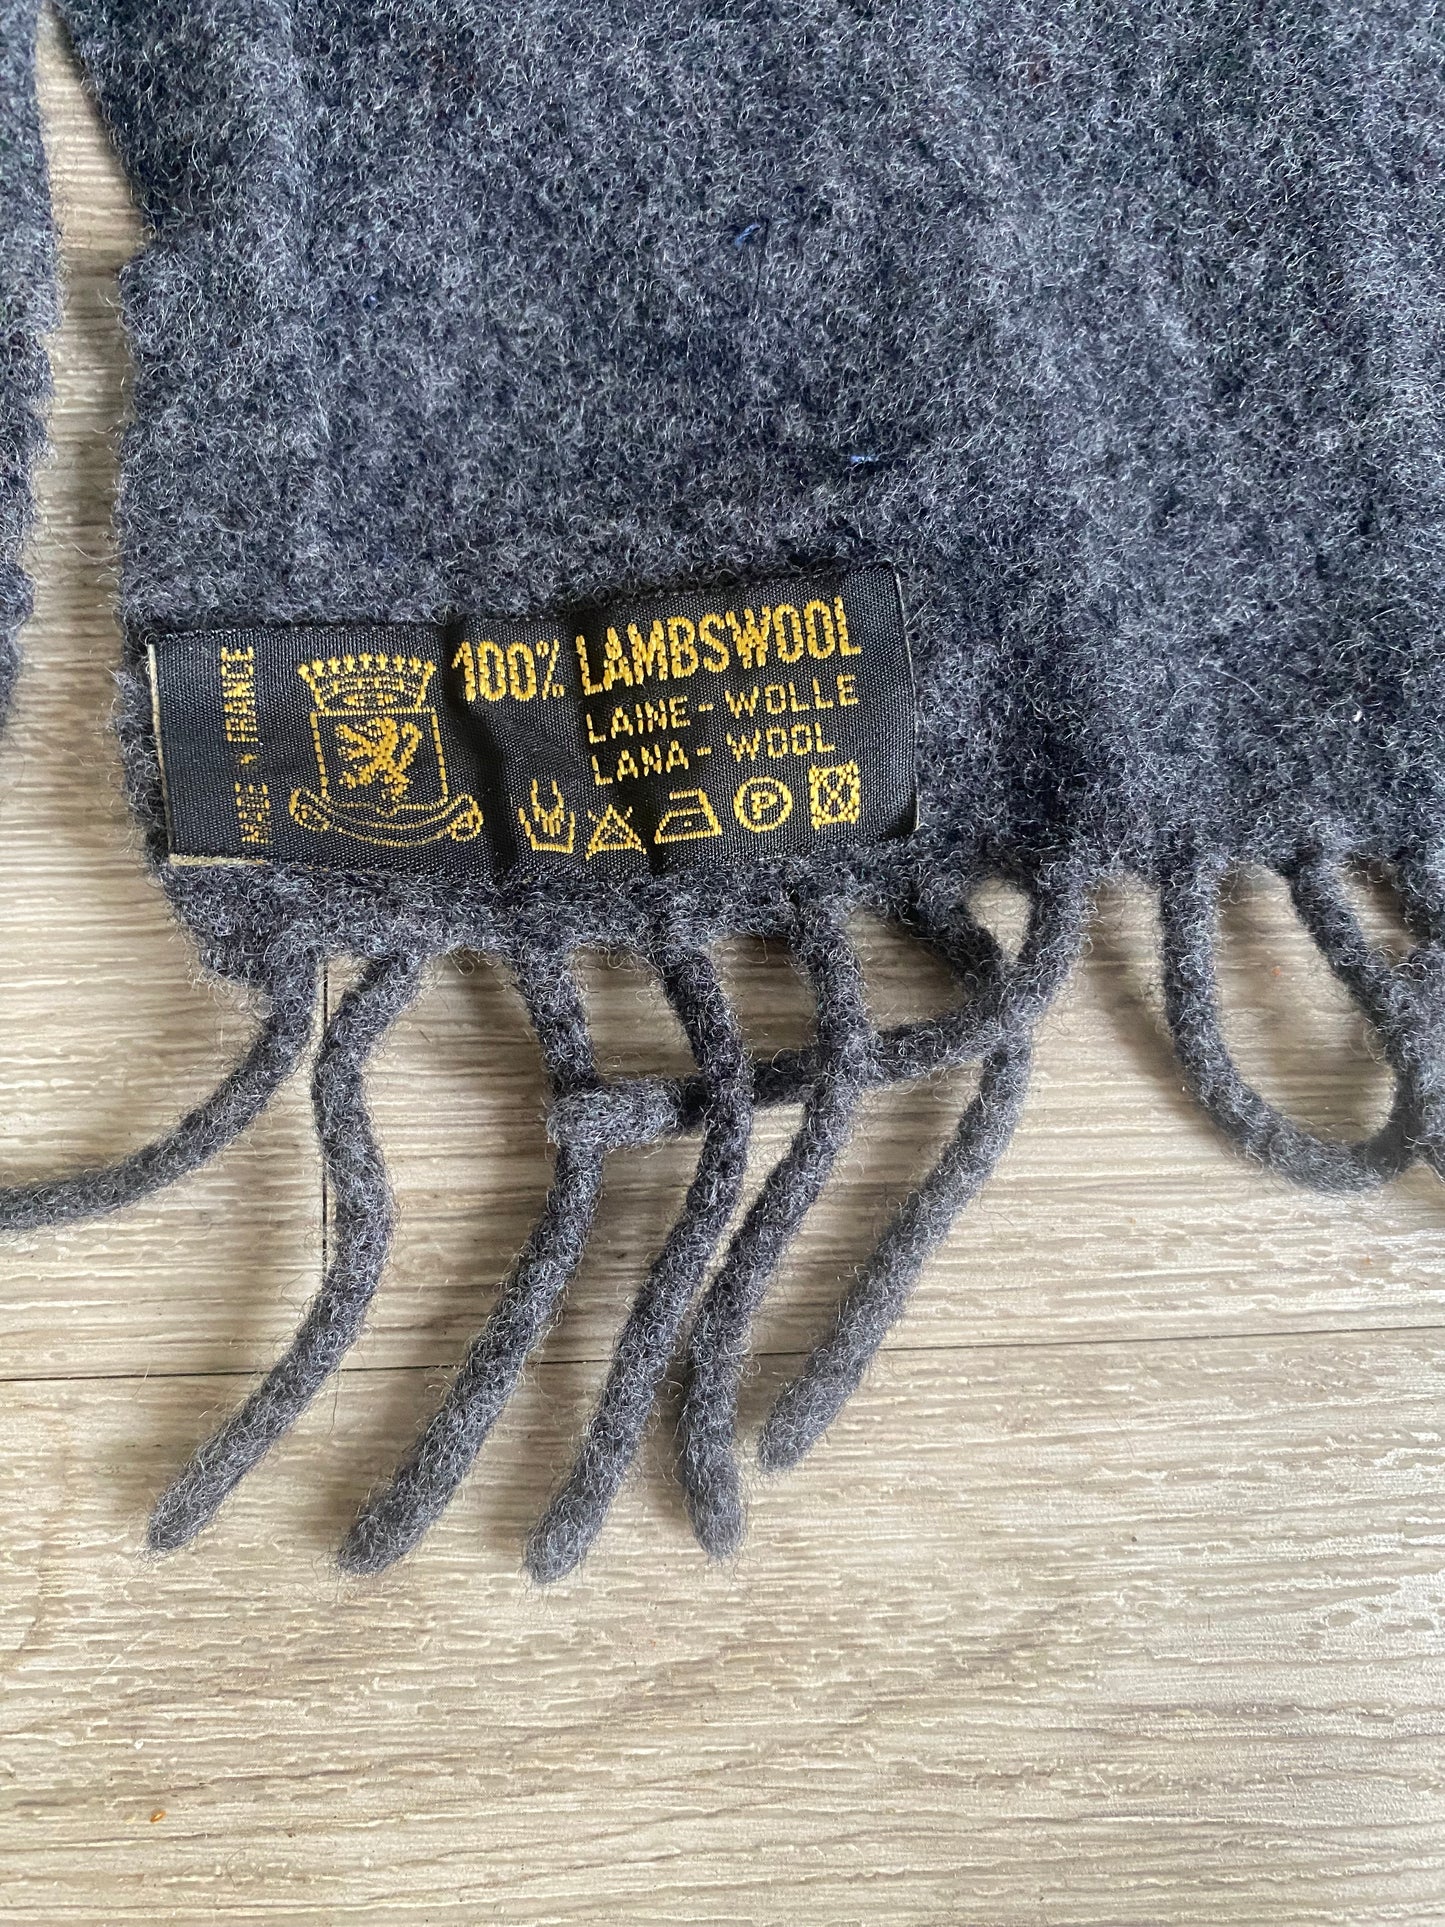 MADE IN FRANCE
100% LAMBSWOOL
LAINE - WOLLE
LANA - WOOL
P